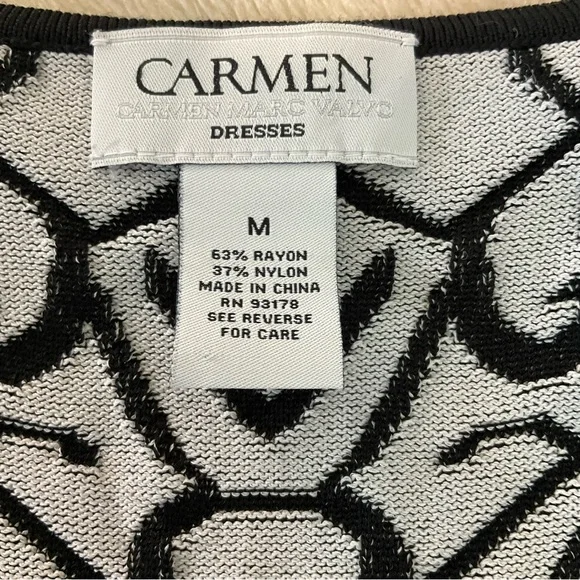 CARMEN
CARMEN MARC VALVO
DRESSES
M
63% RAYON
37% NYLON
MADE IN CHINA
RN 93178
SEE REVERSE
FOR CARE